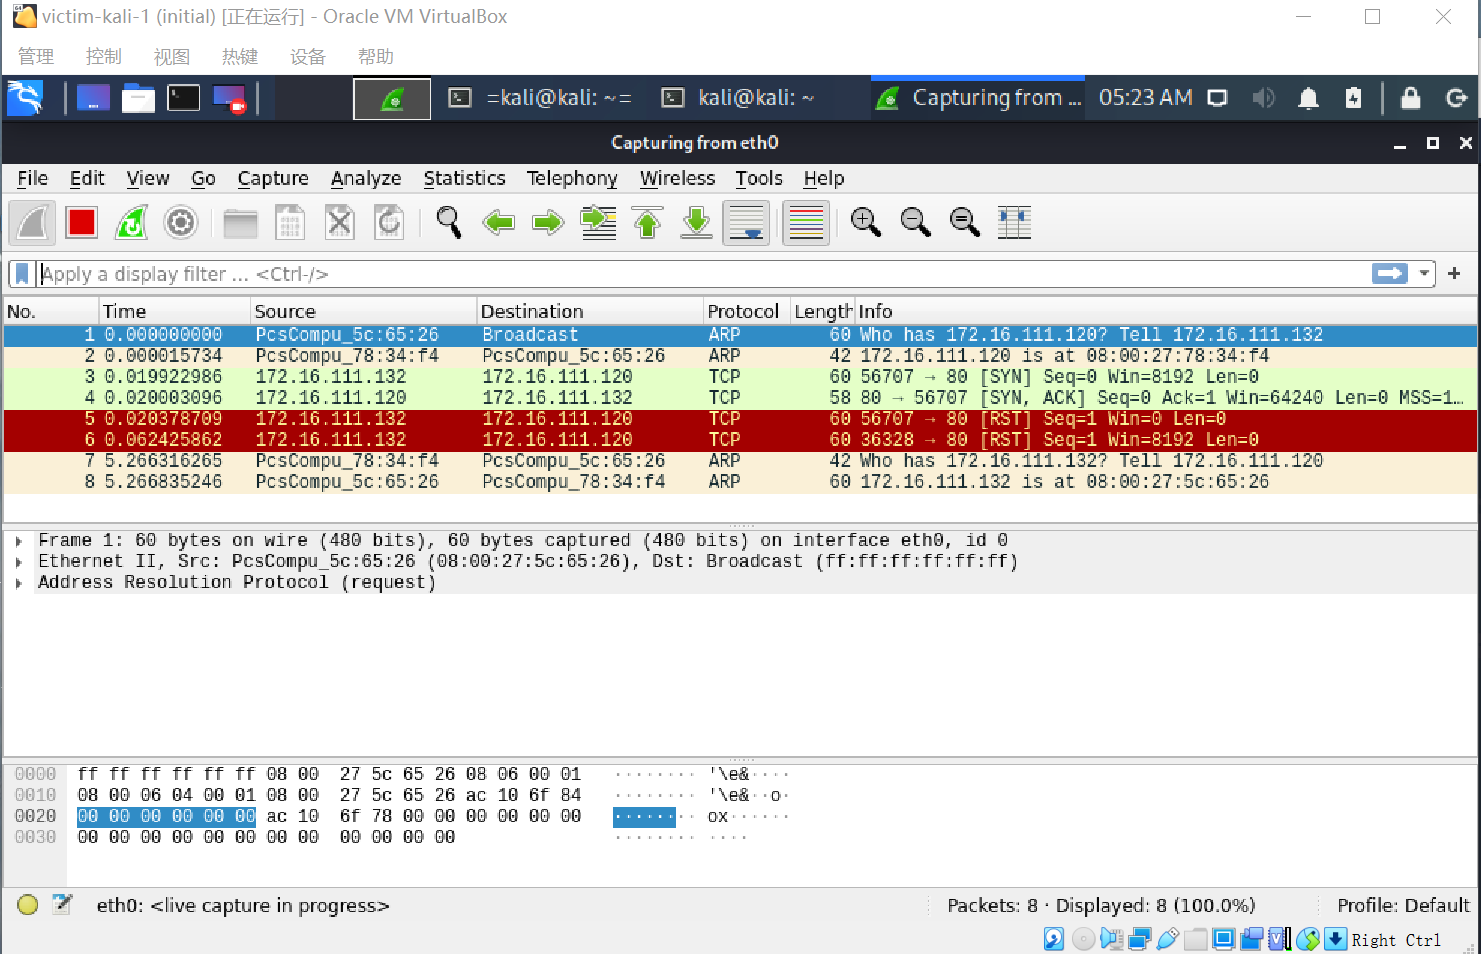 victim-kali-1 (initial) [正在运行] - Oracle VM VirtualBox
管理 控制 视图 热键 设备 帮助
=kali@kali: ~= kali@kali: ~ Capturing from ... 05:23 AM
Capturing from eth0
File Edit View Go Capture Analyze Statistics Telephony Wireless Tools Help
Apply a display filter ... <Ctrl-/>
No. Time Source Destination Protocol Length Info
1 0.000000000 PcsCompu_5c:65:26 Broadcast ARP 60 Who has 172.16.111.120? Tell 172.16.111.132
2 0.000015734 PcsCompu_78:34:f4 PcsCompu_5c:65:26 ARP 42 172.16.111.120 is at 08:00:27:78:34:f4
3 0.019922986 172.16.111.132 172.16.111.120 TCP 60 56707 → 80 [SYN] Seq=0 Win=8192 Len=0
4 0.020003096 172.16.111.120 172.16.111.132 TCP 58 80 → 56707 [SYN, ACK] Seq=0 Ack=1 Win=64240 Len=0 MSS=1...
5 0.020378709 172.16.111.132 172.16.111.120 TCP 60 56707 → 80 [RST] Seq=1 Win=0 Len=0
6 0.062425862 172.16.111.132 172.16.111.120 TCP 60 36328 → 80 [RST] Seq=1 Win=8192 Len=0
7 5.266316265 PcsCompu_78:34:f4 PcsCompu_5c:65:26 ARP 42 Who has 172.16.111.132? Tell 172.16.111.120
8 5.266835246 PcsCompu_5c:65:26 PcsCompu_78:34:f4 ARP 60 172.16.111.132 is at 08:00:27:5c:65:26
Frame 1: 60 bytes on wire (480 bits), 60 bytes captured (480 bits) on interface eth0, id 0
Ethernet II, Src: PcsCompu_5c:65:26 (08:00:27:5c:65:26), Dst: Broadcast (ff:ff:ff:ff:ff:ff)
Address Resolution Protocol (request)
0000 ff ff ff ff ff ff 08 00 27 5c 65 26 08 06 00 01 ········ '\e&····
0010 08 00 06 04 00 01 08 00 27 5c 65 26 ac 10 6f 84 ········ '\e&··o·
0020 00 00 00 00 00 00 ac 10 6f 78 00 00 00 00 00 00 ········ ox······
0030 00 00 00 00 00 00 00 00 00 00 00 00 ········ ····
eth0: <live capture in progress> Packets: 8 · Displayed: 8 (100.0%) Profile: Default
Right Ctrl